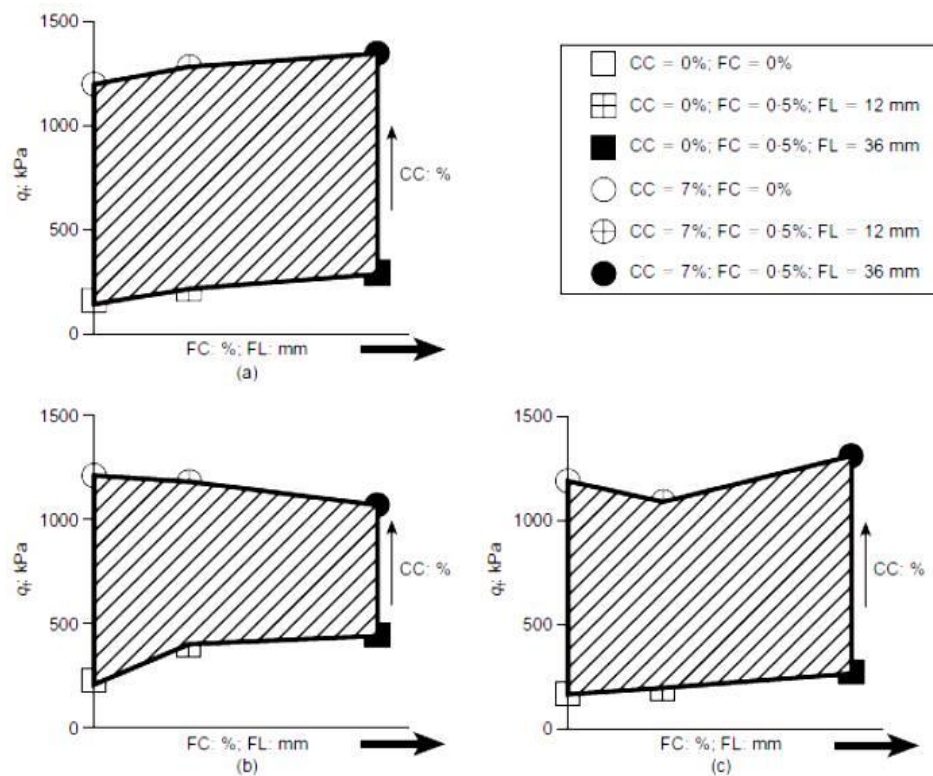 1500
1000
500
0
qf: kPa
CC: %
FC: %; FL: mm
(a)
CC = 0%; FC = 0%
CC = 0%; FC = 0·5%; FL = 12 mm
CC = 0%; FC = 0·5%; FL = 36 mm
CC = 7%; FC = 0%
CC = 7%; FC = 0·5%; FL = 12 mm
CC = 7%; FC = 0·5%; FL = 36 mm
1500
1000
500
0
qf: kPa
CC: %
FC: %; FL: mm
(b)
1500
1000
500
0
qf: kPa
CC: %
FC: %; FL: mm
(c)